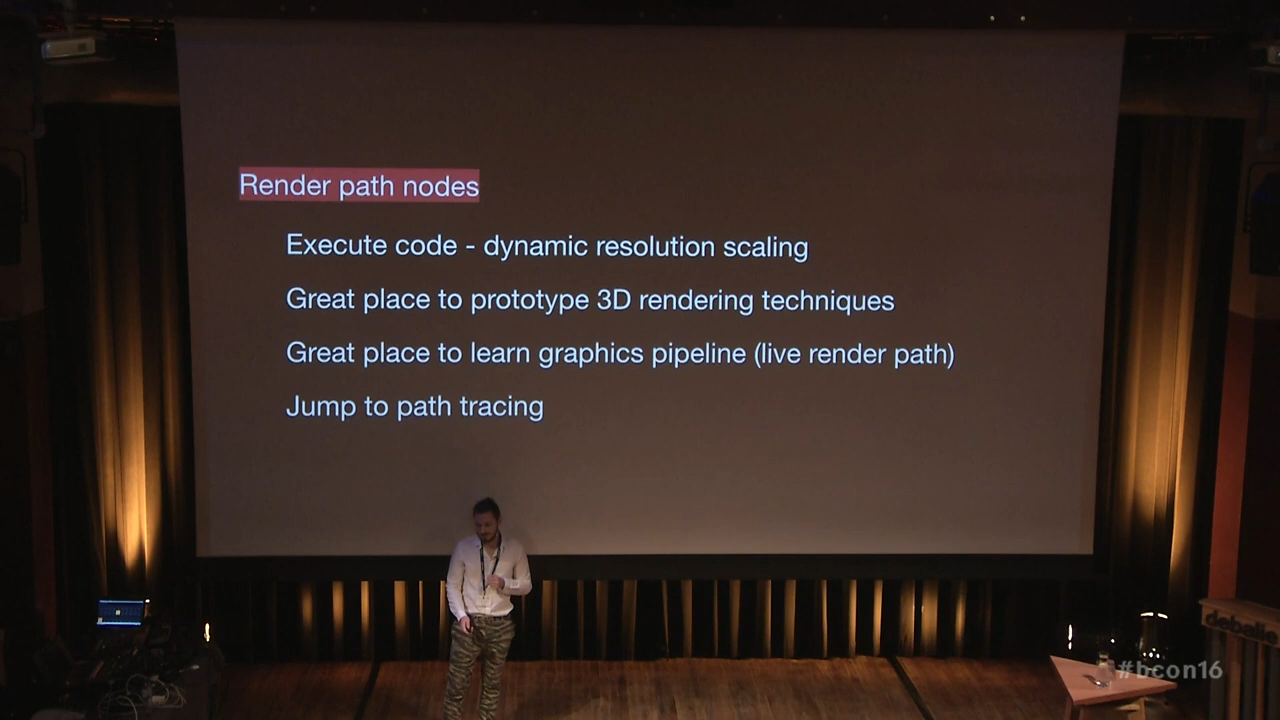 Render path nodes
Execute code - dynamic resolution scaling
Great place to prototype 3D rendering techniques
Great place to learn graphics pipeline (live render path)
Jump to path tracing
debalie
#bcon16